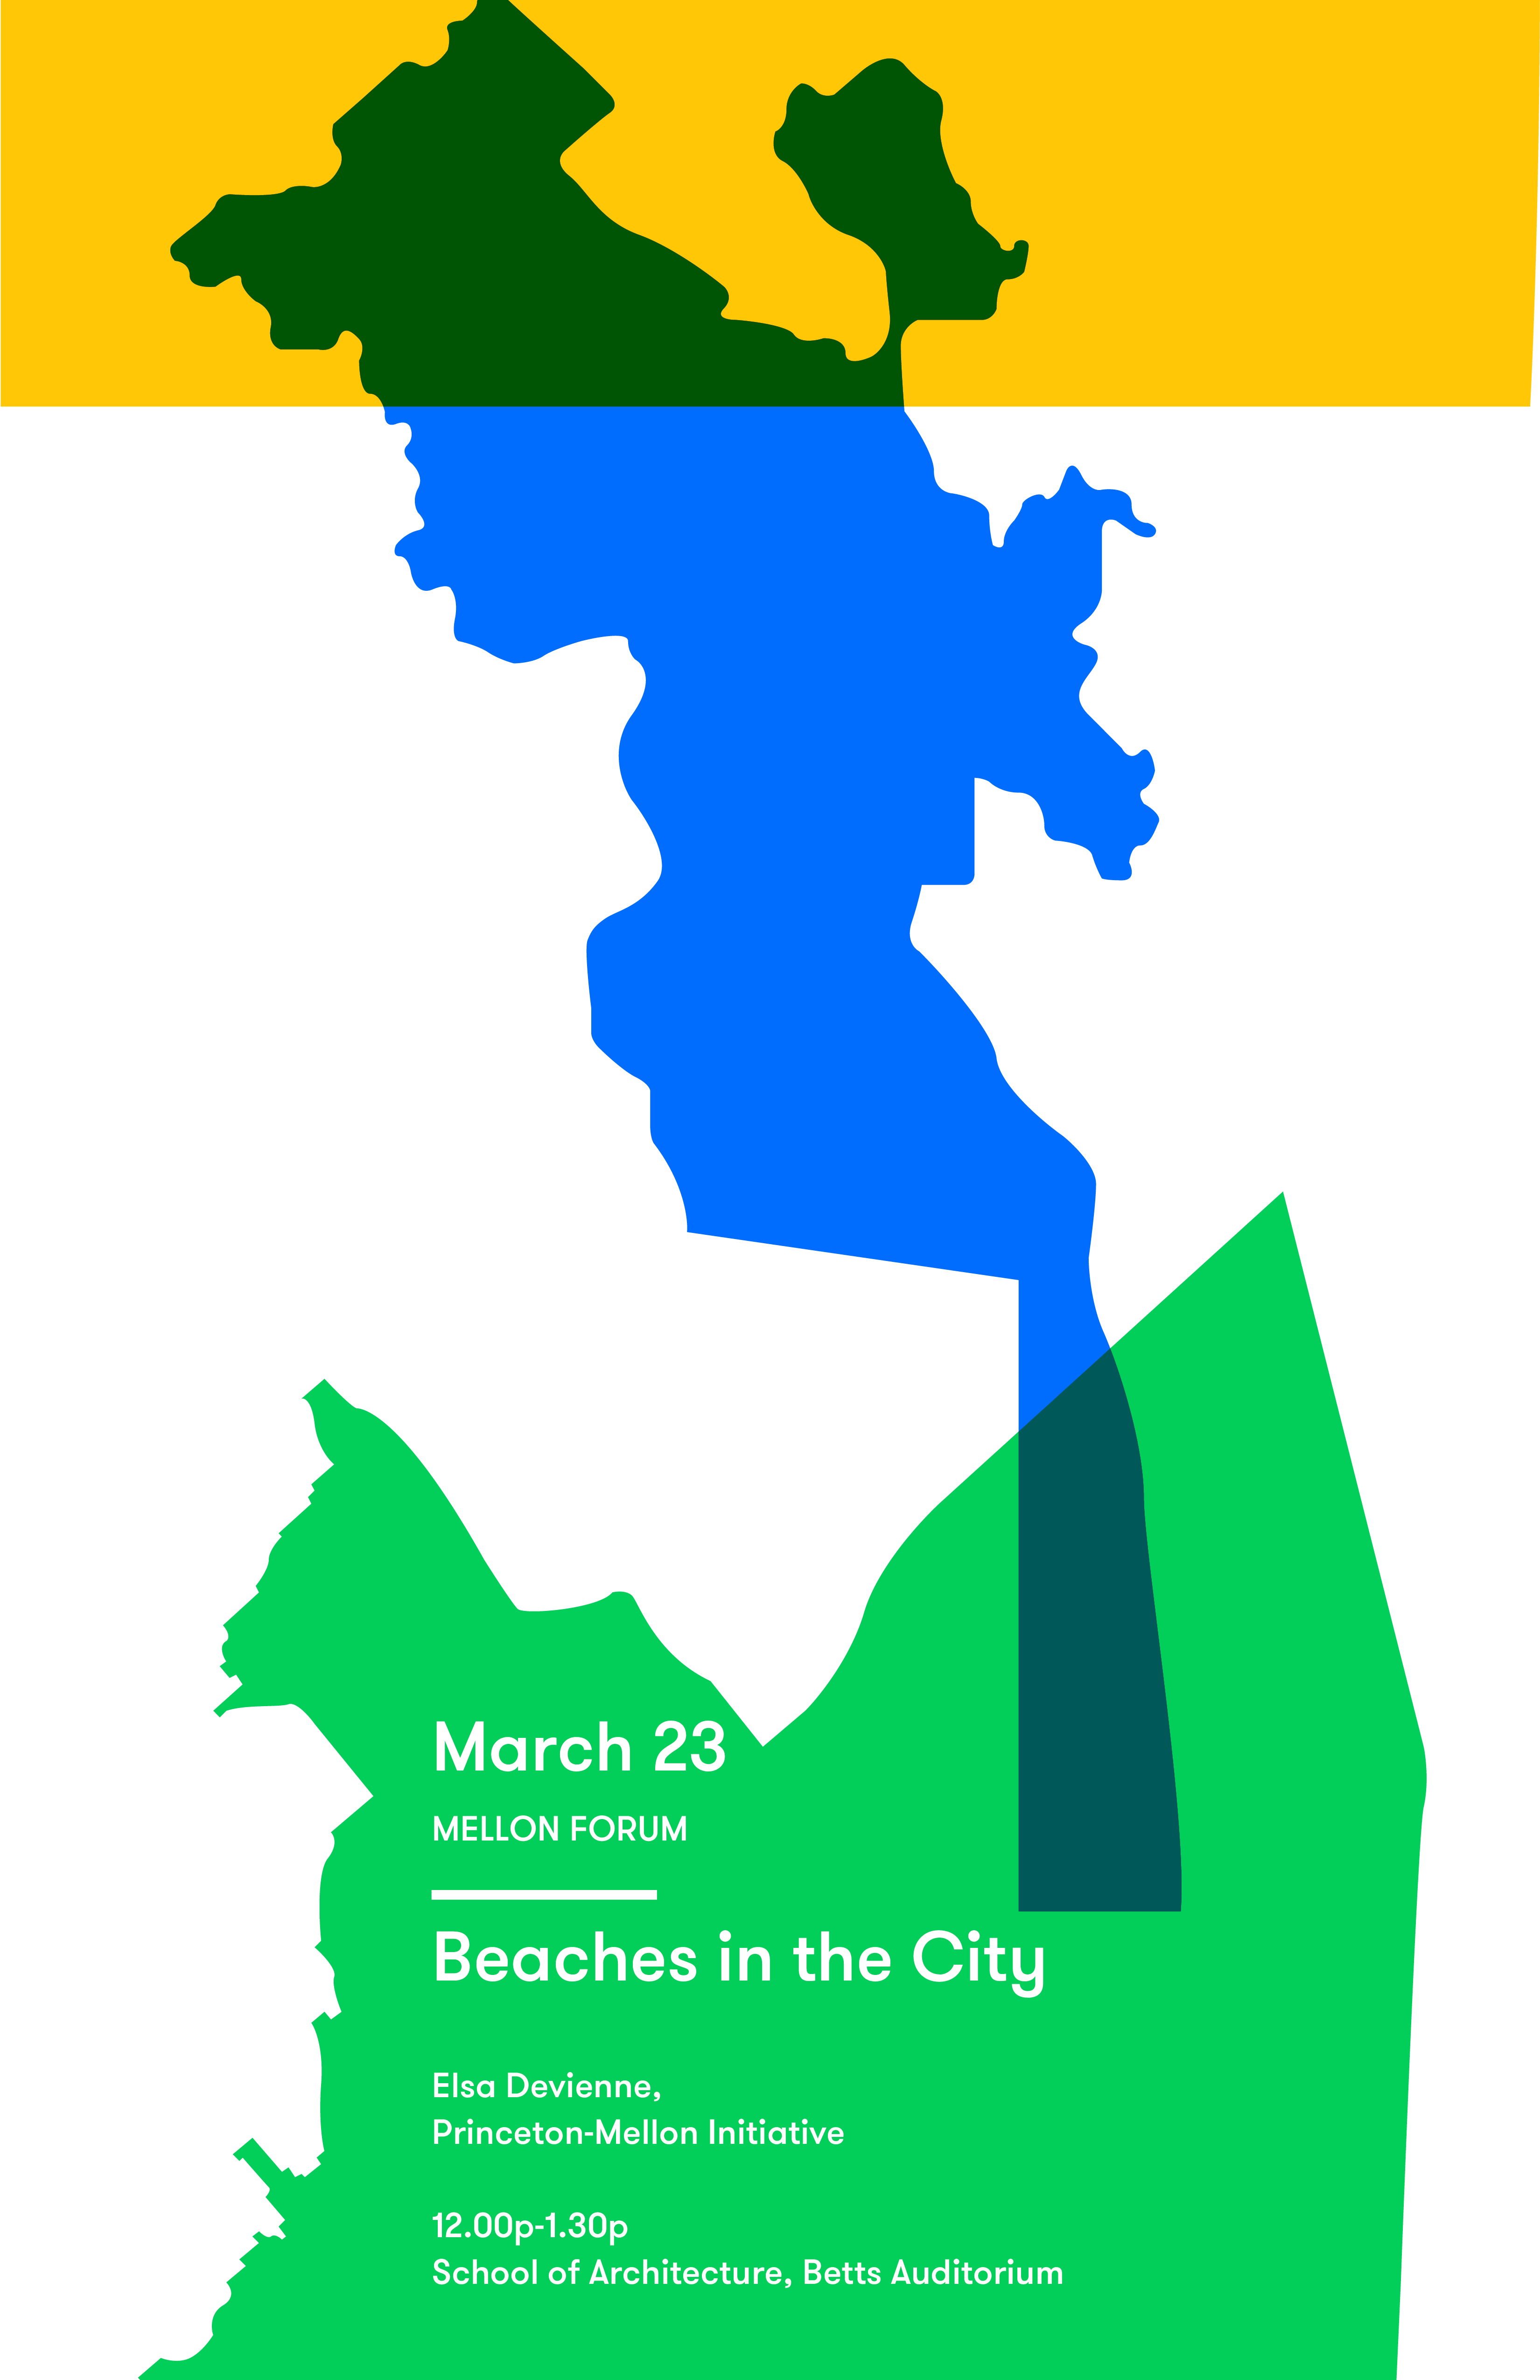 March 23
MELLON FORUM
Beaches in the City
Elsa Devienne,
Princeton-Mellon Initiative
12.00p-1.30p
School of Architecture, Betts Auditorium